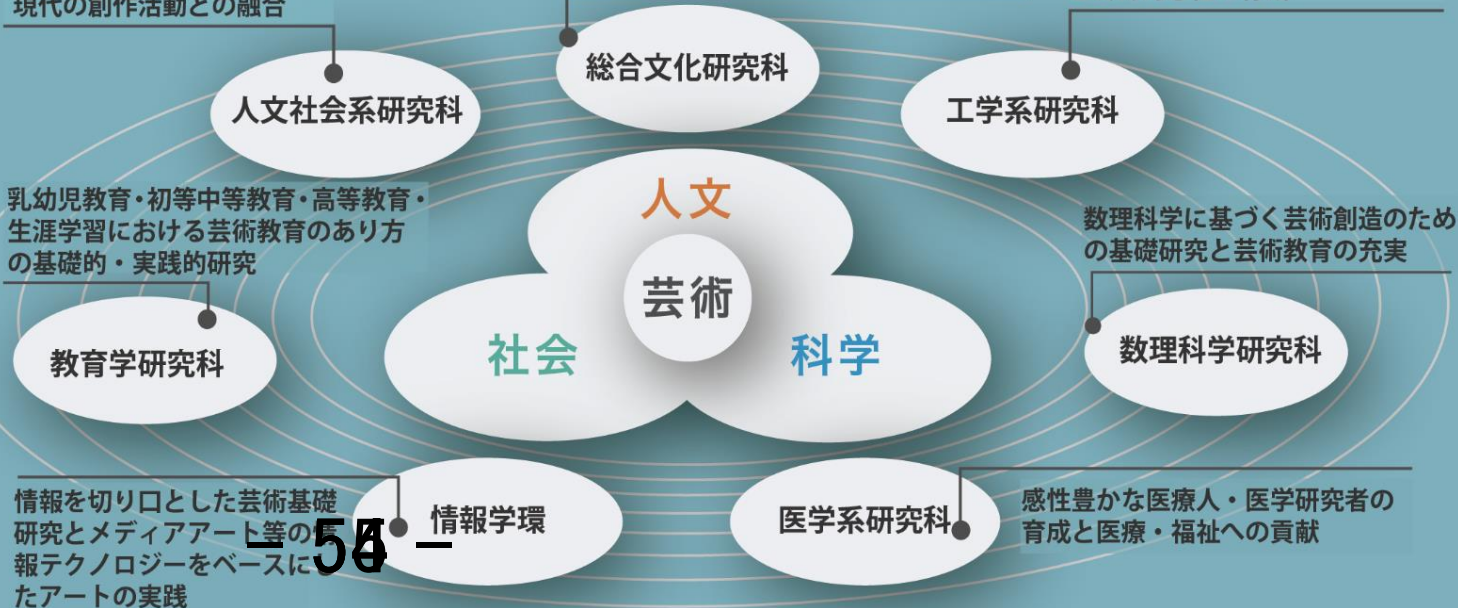 現代の創作活動との融合
総合文化研究科
人文社会系研究科
工学系研究科
人文
乳幼児教育・初等中等教育・高等教育・
生涯学習における芸術教育のあり方
の基礎的・実践的研究
数理科学に基づく芸術創造のため
の基礎研究と芸術教育の充実
芸術
社会
科学
教育学研究科
数理科学研究科
情報を切り口とした芸術基礎
研究とメディアアート等の情
報テクノロジーをベースに
たアートの実践
情報学環
医学系研究科
感性豊かな医療人・医学研究者の
育成と医療・福祉への貢献